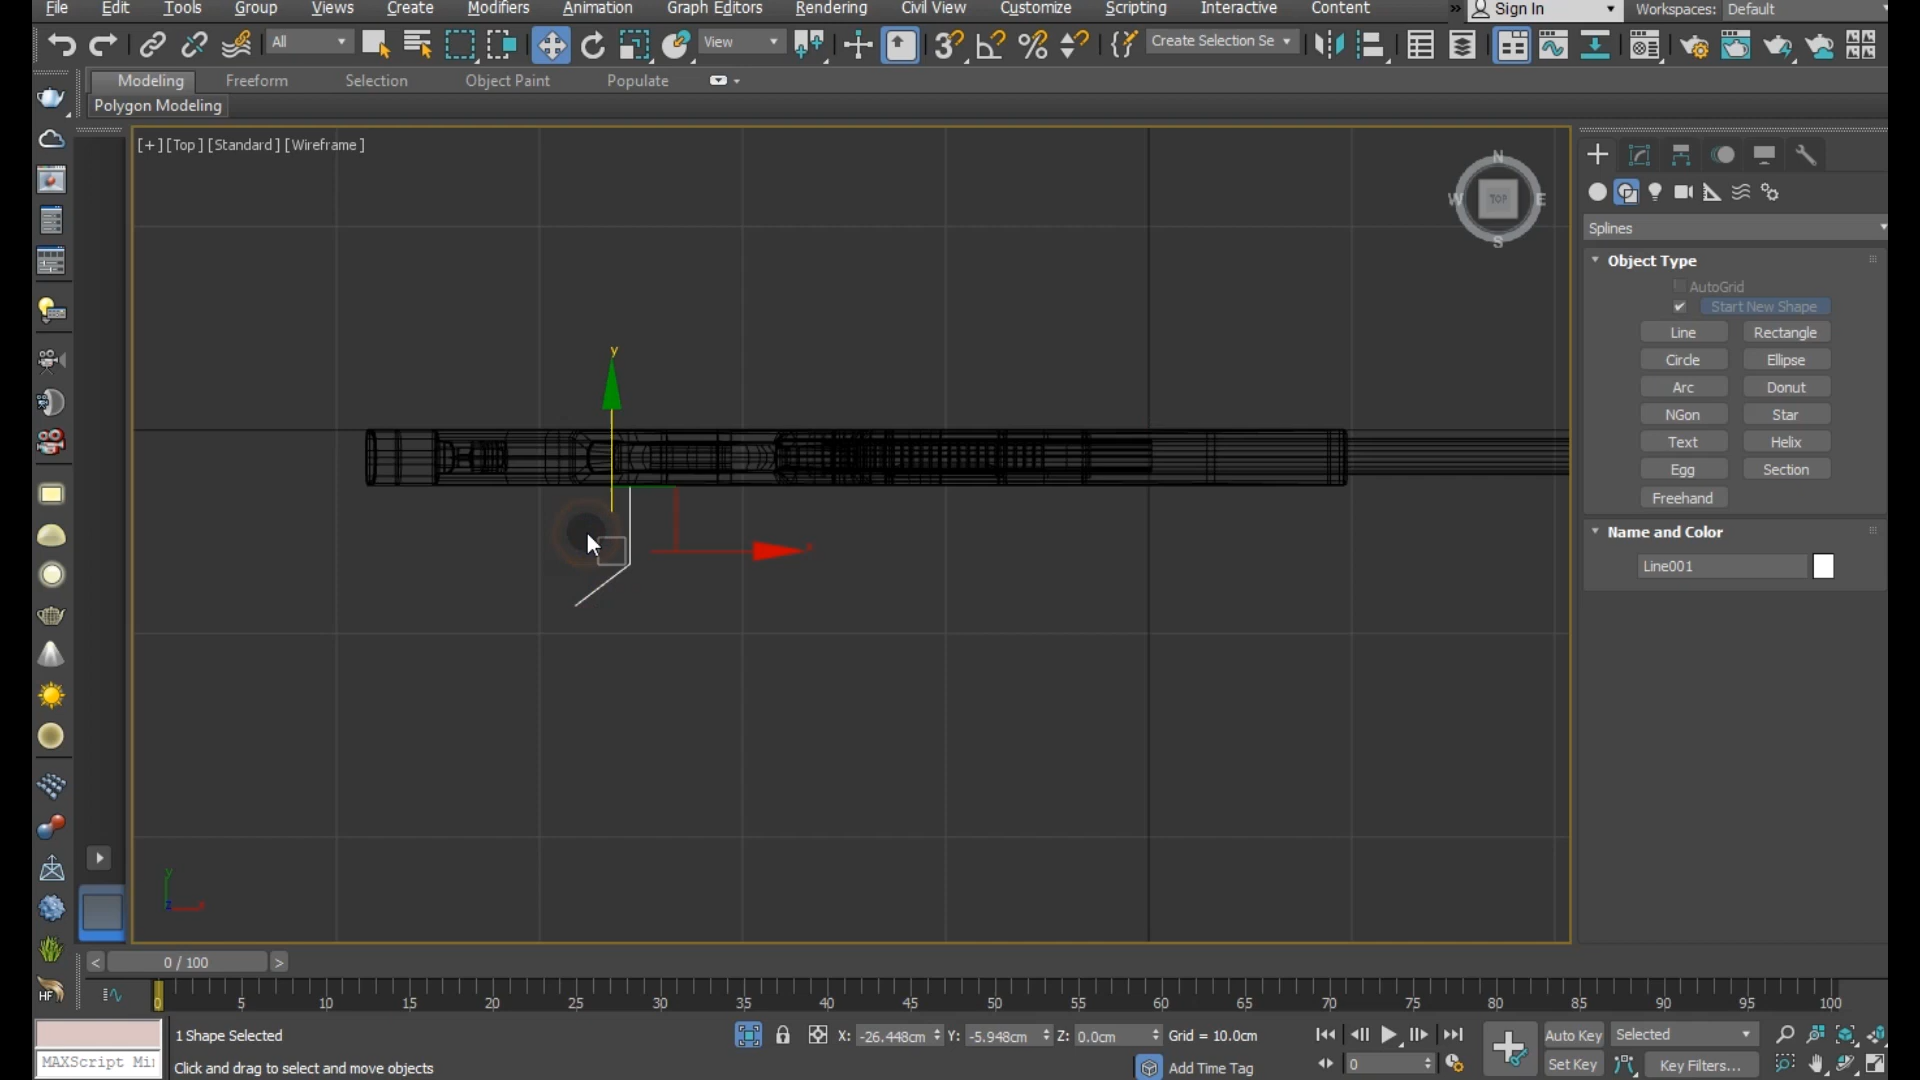 File Edit Tools Group Views Create Modifiers Animation Graph Editors Rendering Civil View Customize Scripting Interactive Content » Sign In Workspaces: Default
All View Create Selection Se
Modeling Freeform Selection Object Paint Populate
Polygon Modeling
[+] [Top] [Standard] [Wireframe]
N
W TOP E
S
Splines
Object Type
AutoGrid
Start New Shape
Line Rectangle
Circle Ellipse
Arc Donut
NGon Star
Text Helix
Egg Section
Freehand
Name and Color
Line001
y
x
y
z x
< 0 / 100 >
0 5 10 15 20 25 30 35 40 45 50 55 60 65 70 75 80 85 90 95 100
HF
1 Shape Selected X: -26.448cm Y: -5.948cm Z: 0.0cm Grid = 10.0cm Auto Key Selected
MAXScript Mi Click and drag to select and move objects Add Time Tag 0 Set Key Key Filters...